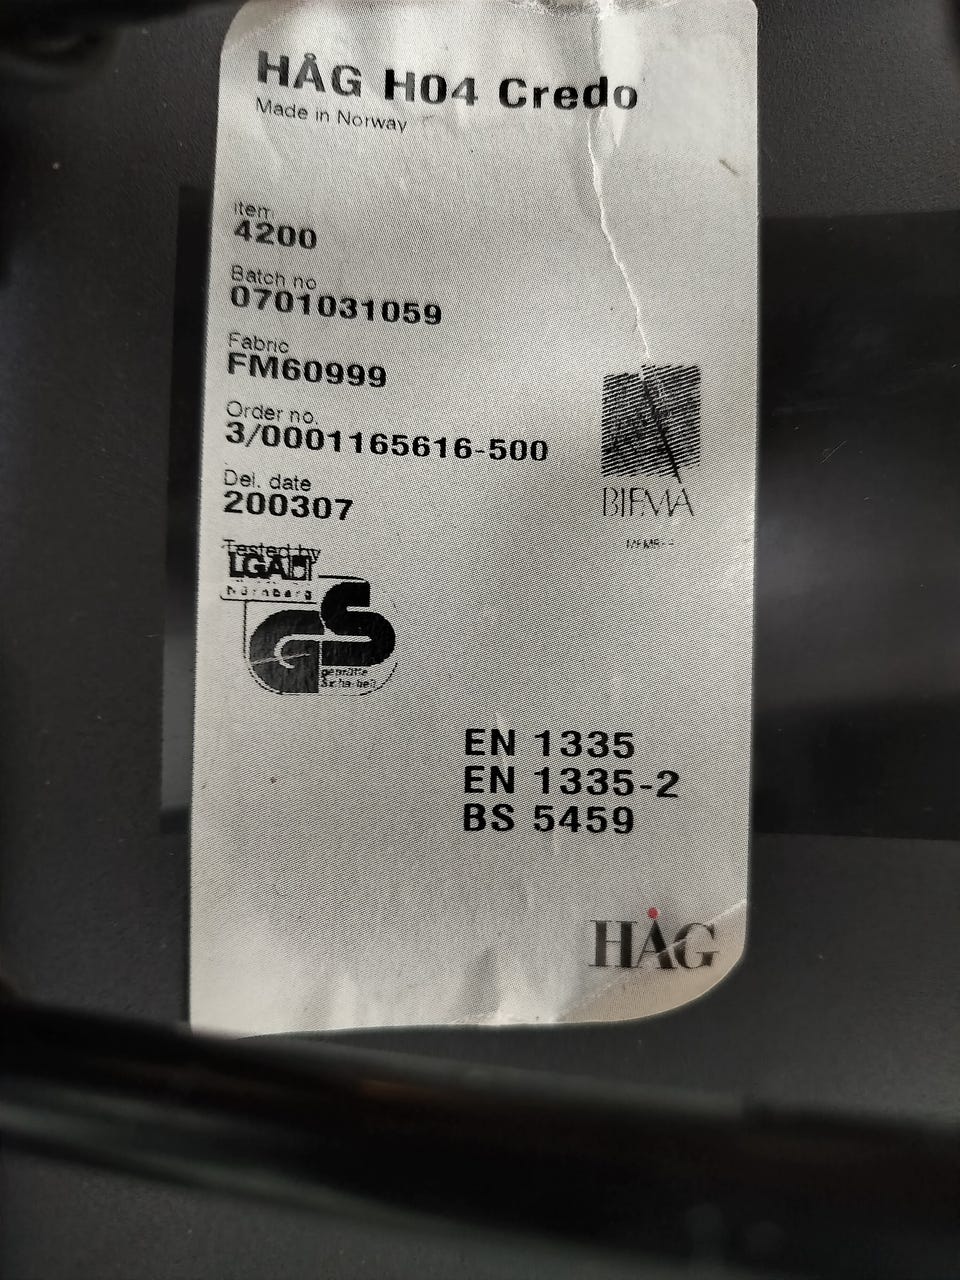 HÅG H04 Credo
Made in Norway
Item
4200
Batch no
0701031059
Fabric
FM60999
Order no.
3/0001165616-500
Del. date
200307
Tested by
LGA
Nürnberg
GS
geprüfte
Sicherheit
BIFMA
EN 1335
EN 1335-2
BS 5459
HÅG